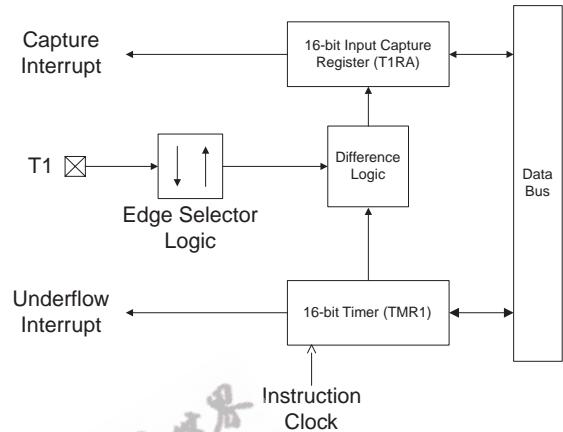 Capture
Interrupt
16-bit Input Capture
Register (T1RA)
T1
Edge Selector
Logic
Difference
Logic
Data
Bus
Underflow
Interrupt
16-bit Timer (TMR1)
Instruction
Clock